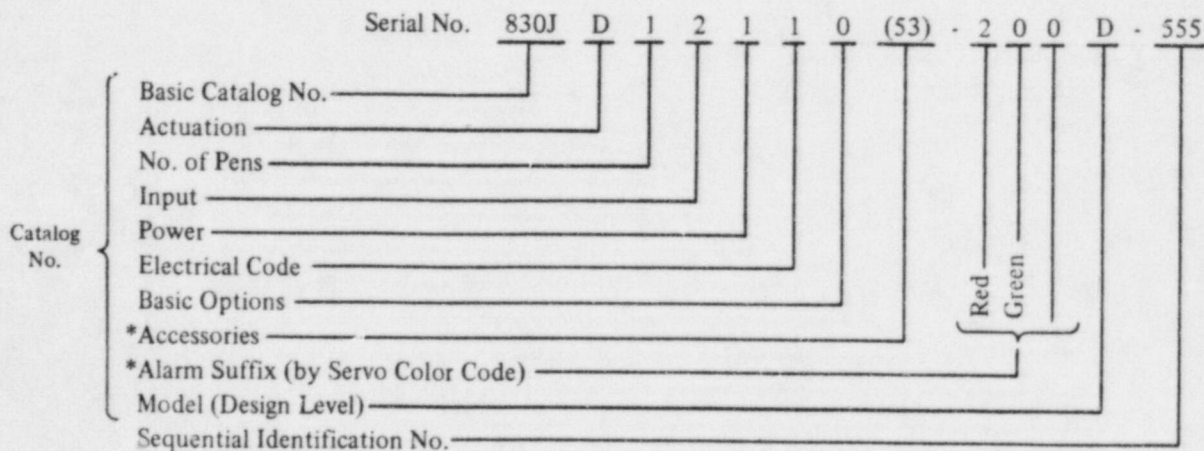 Serial No. 830J D 1 2 1 1 0 (53) - 2 0 0 D - 555
Basic Catalog No.
Actuation
No. of Pens
Input
Power
Catalog No.
Electrical Code
Basic Options
*Accessories
*Alarm Suffix (by Servo Color Code)
Model (Design Level)
Sequential Identification No.
Red
Green